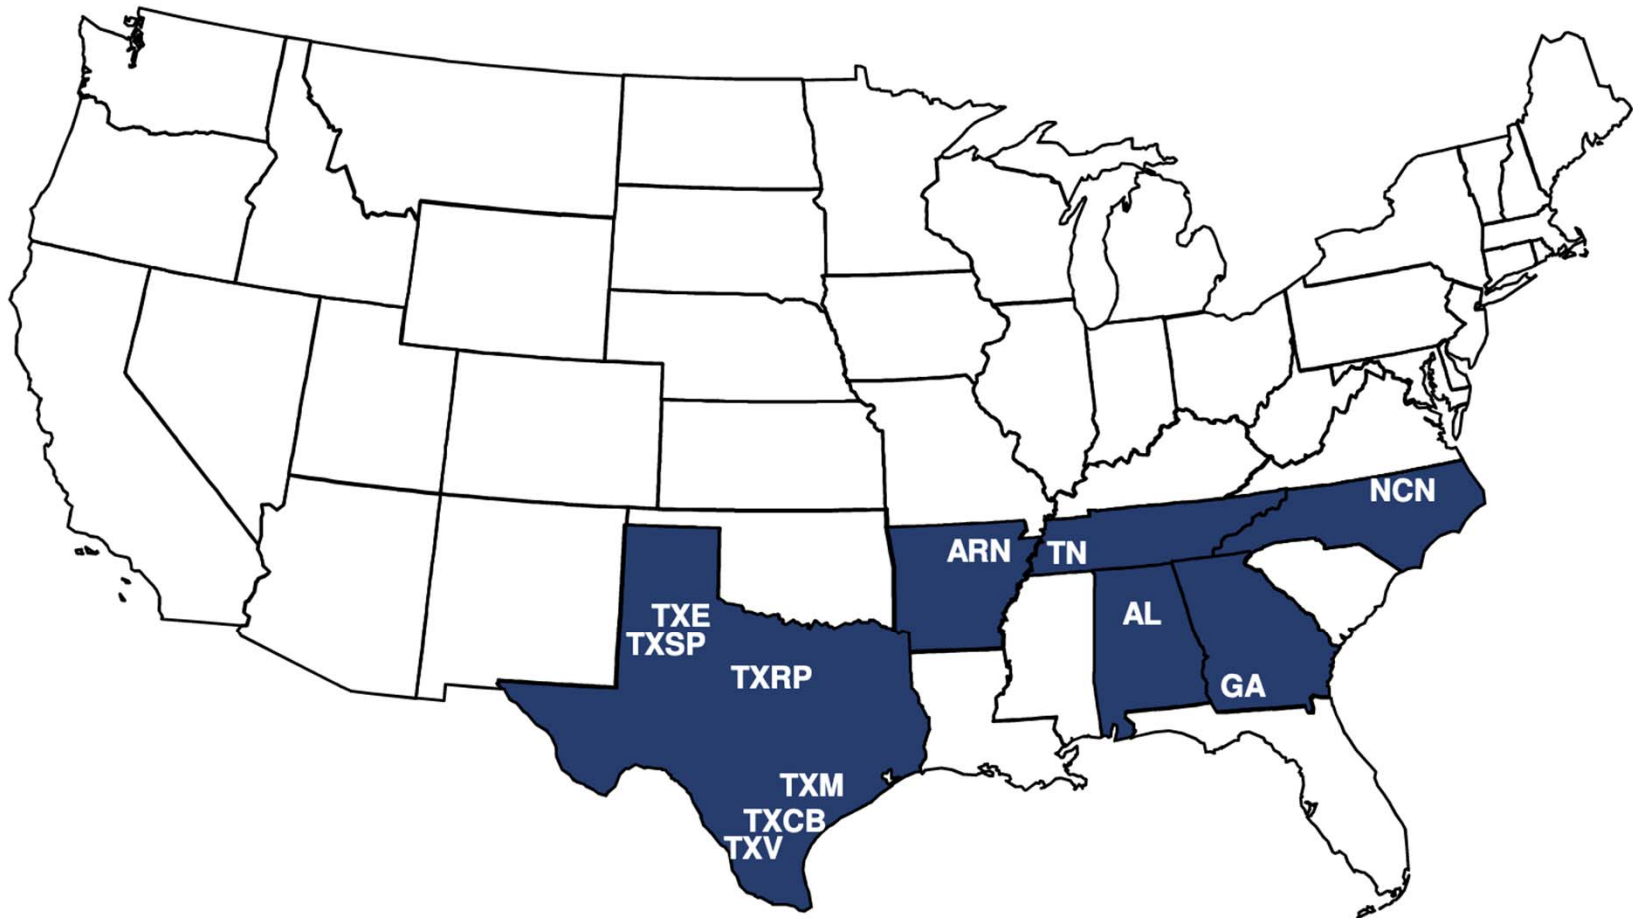 NCN
ARN
TN
TXE
AL
TXSP
TXRP
GA
TXM
TXCB
TXV